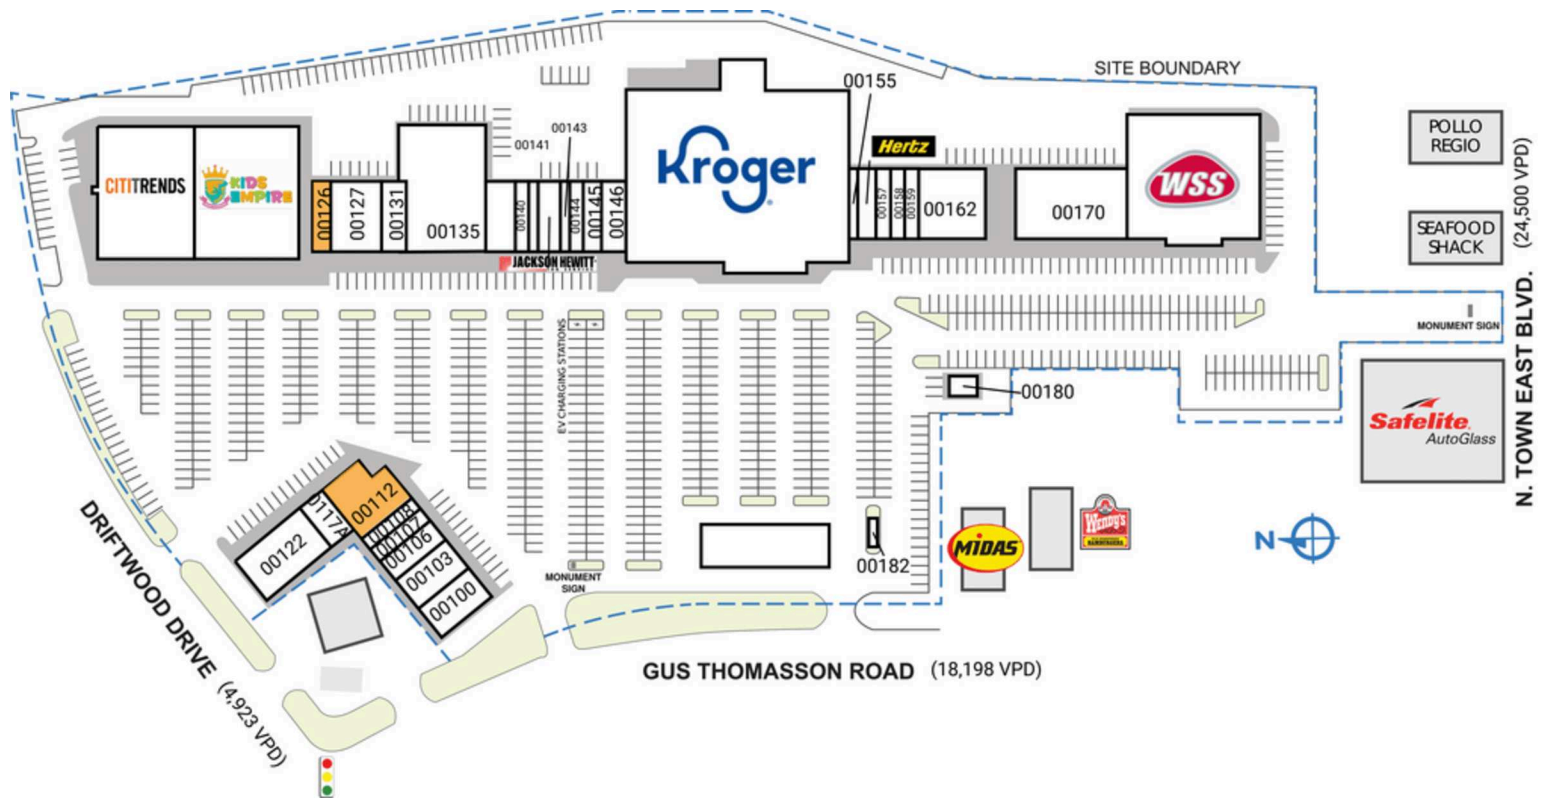 SITE BOUNDARY
00155
Hertz
00143
00141
POLLO
REGIO
SEAFOOD
SHACK
(24,500 VPD)
N. TOWN EAST BLVD.
CITITRENDS
KIDS
EMPIRE
00126
00127
00131
00135
00140
00144
00145
00146
JACKSON HEWITT
Kroger
00157
00158
00159
00162
00170
WSS
MONUMENT SIGN
EV CHARGING STATIONS
00180
Safelite.
AutoGlass
00112
00108
00107
00106
00103
00100
00117A
00122
00182
MIDAS
Wendy's
N
MONUMENT
SIGN
DRIFTWOOD DRIVE
(4,923 VPD)
GUS THOMASSON ROAD (18,198 VPD)